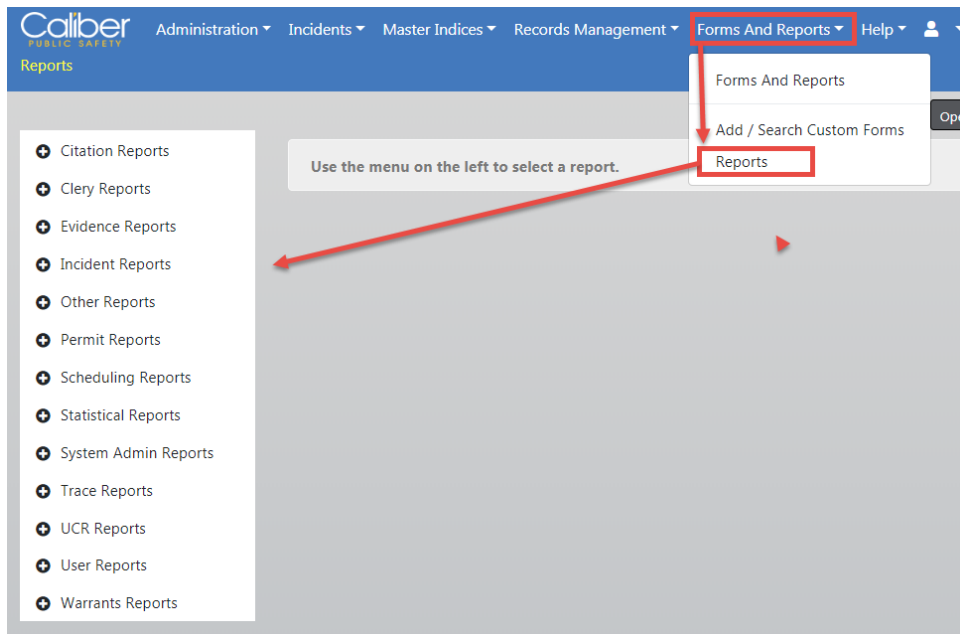 Caliber
PUBLIC SAFETY
Administration Incidents Master Indices Records Management Forms And Reports Help
Reports
Forms And Reports
Add / Search Custom Forms
Reports
Use the menu on the left to select a report.
Citation Reports
Clery Reports
Evidence Reports
Incident Reports
Other Reports
Permit Reports
Scheduling Reports
Statistical Reports
System Admin Reports
Trace Reports
UCR Reports
User Reports
Warrants Reports